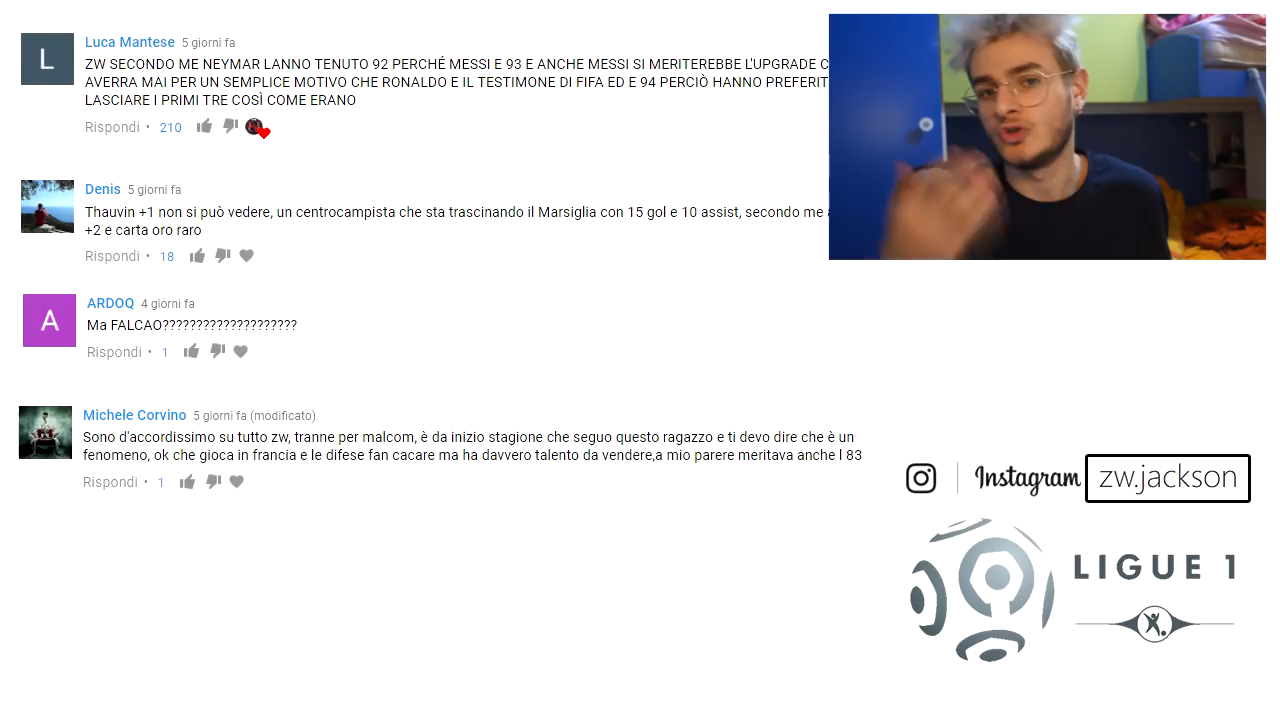 L
Luca Mantese 5 giorni fa
ZW SECONDO ME NEYMAR LANNO TENUTO 92 PERCHÉ MESSI E 93 E ANCHE MESSI SI MERITEREBBE L'UPGRADE
AVERRA MAI PER UN SEMPLICE MOTIVO CHE RONALDO E IL TESTIMONE DI FIFA ED E 94 PERCIÒ HANNO PREFERIT
LASCIARE I PRIMI TRE COSÌ COME ERANO
Rispondi • 210
Denis 5 giorni fa
Thauvin +1 non si può vedere, un centrocampista che sta trascinando il Marsiglia con 15 gol e 10 assist, secondo me
+2 e carta oro raro
Rispondi • 18
A
ARDOQ 4 giorni fa
Ma FALCAO????????????????????
Rispondi • 1
Michele Corvino 5 giorni fa (modificato)
Sono d'accordissimo su tutto zw, tranne per malcom, è da inizio stagione che seguo questo ragazzo e ti devo dire che è un
fenomeno, ok che gioca in francia e le difese fan cacare ma ha davvero talento da vendere,a mio parere meritava anche l 83
Rispondi • 1
Instagram zw.jackson
LIGUE 1